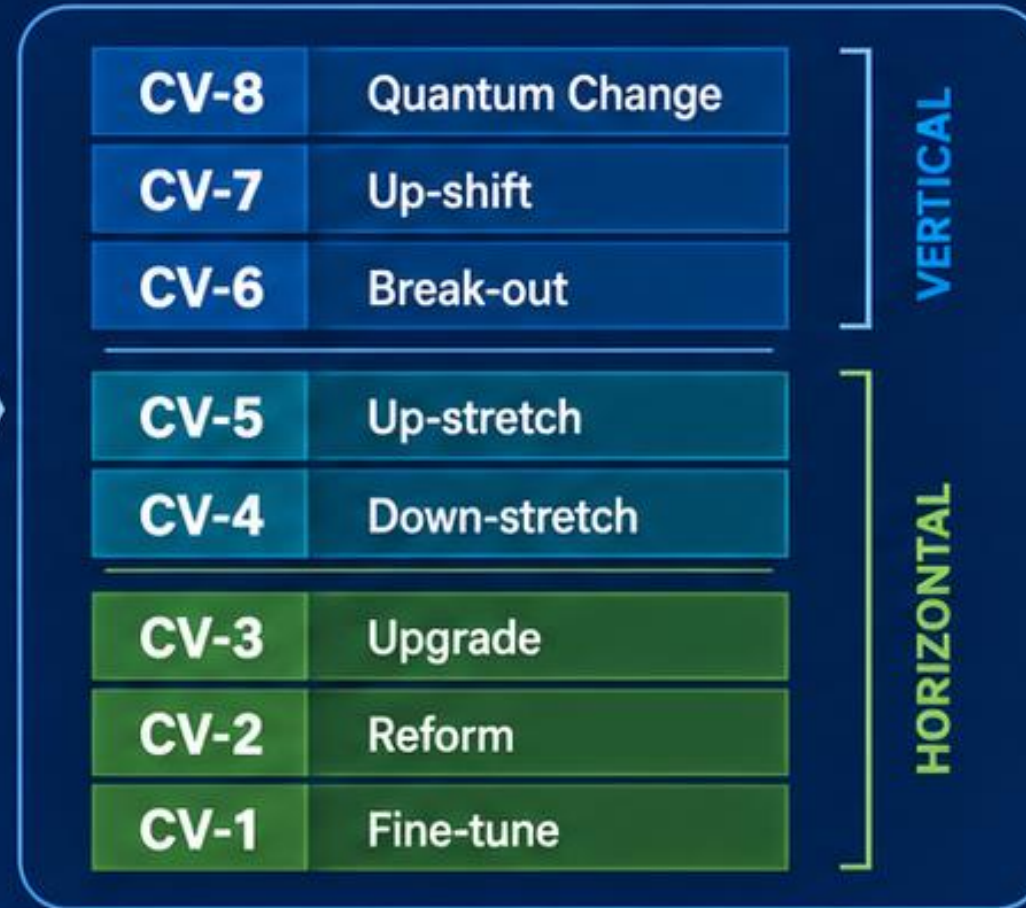 CV-8 Quantum Change
CV-7 Up-shift
CV-6 Break-out
VERTICAL
CV-5 Up-stretch
CV-4 Down-stretch
CV-3 Upgrade
CV-2 Reform
CV-1 Fine-tune
HORIZONTAL